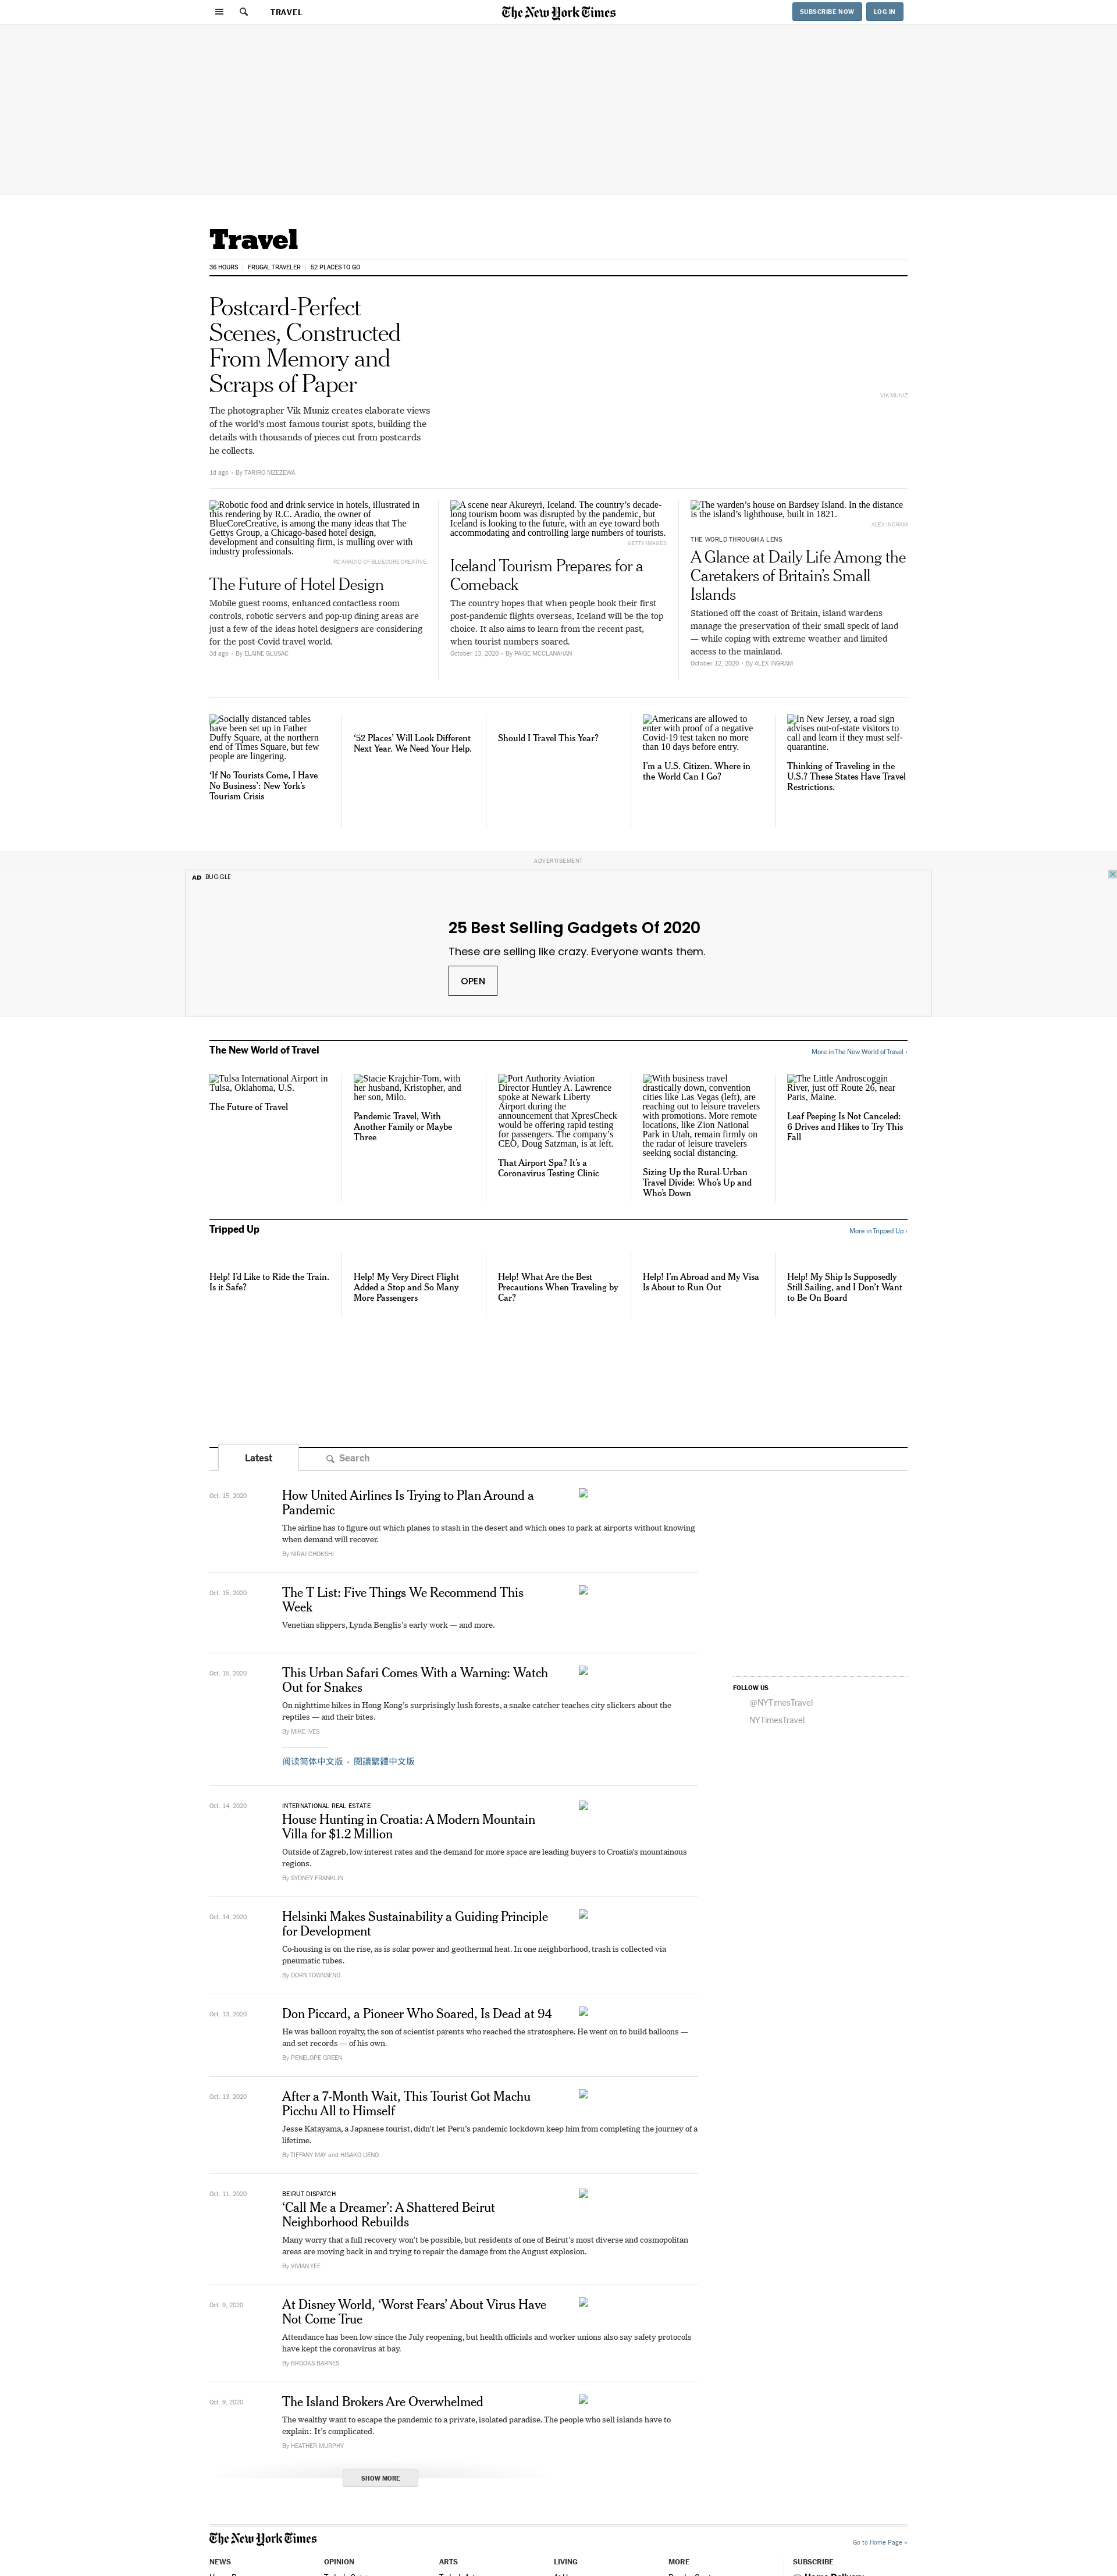 TRAVEL
The New York Times
SUBSCRIBE NOW
LOG IN
Travel
36 HOURS
FRUGAL TRAVELER
52 PLACES TO GO
Postcard-Perfect
Scenes, Constructed
From Memory and
Scraps of Paper
The photographer Vik Muniz creates elaborate views
of the world's most famous tourist spots, building the
details with thousands of pieces cut from postcards
he collects.
1d ago • By TARIRO MZEZEWA
VIK MUNIZ
Robotic food and drink service in hotels, illustrated in
this rendering by R.C. Aradio, the owner of
BlueCoreCreative, is among the many ideas that The
Gettys Group, a Chicago-based hotel design,
development and consulting firm, is mulling over with
industry professionals.
RC ARADIO OF BLUECORE CREATIVE
The Future of Hotel Design
Mobile guest rooms, enhanced contactless room
controls, robotic servers and pop-up dining areas are
just a few of the ideas hotel designers are considering
for the post-Covid travel world.
3d ago • By ELAINE GLUSAC
A scene near Akureyri, Iceland. The country's decade-
long tourism boom was disrupted by the pandemic, but
Iceland is looking to the future, with an eye toward both
accommodating and controlling large amounts of tourists.
GETTY IMAGES
Iceland Tourism Prepares for a
Comeback
The country hopes that when people book their first
post-pandemic flights overseas, Iceland will be the top
choice. It also aims to learn from the recent past,
when tourist numbers soared.
October 13, 2020 • By PAIGE MCCLANAHAN
The warden's house on Bardsey Island. In the distance
is the island's lighthouse, built in 1821.
ALEX INGRAM
THE WORLD THROUGH A LENS
A Glance at Daily Life Among the
Caretakers of Britain's Small
Islands
Stationed off the coast of Britain, island wardens
manage the preservation of their small speck of land
— while coping with extreme weather and limited
access to the mainland.
October 12, 2020 • By ALEX INGRAM
Socially distanced tables
have been set up in Father
Duffy Square, at the northern
end of Times Square, but few
people are lingering.
'If No Tourists Come, I Have
No Business': New York's
Tourism Crisis
'52 Places' Will Look Different
Next Year. We Need Your Help.
Should I Travel This Year?
Americans are allowed to
enter with proof of a negative
Covid-19 test taken no more
than 10 days before entry.
I'm a U.S. Citizen. Where in
the World Can I Go?
In New Jersey, a road sign
advises out-of-state visitors to
call and learn if they must self-
quarantine.
Thinking of Traveling in the
U.S.? These States Have Travel
Restrictions.
ADVERTISEMENT
AD BUGGLE
25 Best Selling Gadgets Of 2020
These are selling like crazy. Everyone wants them.
OPEN
The New World of Travel
More in The New World of Travel ›
Tulsa International Airport in
Tulsa, Oklahoma, U.S.
The Future of Travel
Stacie Krajchir-Tom, with
her husband, Kristopher, and
her son, Milo.
Pandemic Travel, With
Another Family or Maybe
Three
Port Authority Aviation
Director Huntley A. Lawrence
spoke at Newark Liberty
Airport during the
announcement that XpresCheck
would be offering rapid testing
for passengers. The company's
CEO, Doug Satzman, is at left.
That Airport Spa? It's a
Coronavirus Testing Clinic
With business travel
drastically down, convention
cities like Las Vegas (left), are
reaching out to leisure travelers
with promotions. More remote
locations, like Zion National
Park in Utah, remain firmly on
the radar of leisure travelers
seeking social distancing.
Sizing Up the Rural-Urban
Travel Divide: Who's Up and
Who's Down
The Little Androscoggin
River, just off Route 26, near
Paris, Maine.
Leaf Peeping Is Not Canceled:
6 Drives and Hikes to Try This
Fall
Tripped Up
More in Tripped Up ›
Help! I'd Like to Ride the Train.
Is it Safe?
Help! My Very Direct Flight
Added a Stop and So Many
More Passengers
Help! What Are the Best
Precautions When Traveling by
Car?
Help! I'm Abroad and My Visa
Is About to Run Out
Help! My Ship Is Supposedly
Still Sailing, and I Don't Want
to Be On Board
Latest
Search
Oct. 15, 2020
How United Airlines Is Trying to Plan Around a
Pandemic
The airline has to figure out which planes to stash in the desert and which ones to park at airports without knowing
when demand will recover.
By NIRAJ CHOKSHI
Oct. 15, 2020
The T List: Five Things We Recommend This
Week
Venetian slippers, Lynda Benglis's early work — and more.
Oct. 15, 2020
This Urban Safari Comes With a Warning: Watch
Out for Snakes
On nighttime hikes in Hong Kong's surprisingly lush forests, a snake catcher teaches city slickers about the
reptiles — and their bites.
By MIKE IVES
阅读简体中文版 • 閱讀繁體中文版
FOLLOW US
@NYTimesTravel
NYTimesTravel
Oct. 14, 2020
INTERNATIONAL REAL ESTATE
House Hunting in Croatia: A Modern Mountain
Villa for $1.2 Million
Outside of Zagreb, low interest rates and the demand for more space are leading buyers to Croatia's mountainous
regions.
By SYDNEY FRANKLIN
Oct. 14, 2020
Helsinki Makes Sustainability a Guiding Principle
for Development
Co-housing is on the rise, as is solar power and geothermal heat. In one neighborhood, trash is collected via
pneumatic tubes.
By DORN TOWNSEND
Oct. 13, 2020
Don Piccard, a Pioneer Who Soared, Is Dead at 94
He was balloon royalty, the son of scientist parents who reached the stratosphere. He went on to build balloons —
and set records — of his own.
By PENELOPE GREEN
Oct. 13, 2020
After a 7-Month Wait, This Tourist Got Machu
Picchu All to Himself
Jesse Katayama, a Japanese tourist, didn't let Peru's pandemic lockdown keep him from completing the journey of a
lifetime.
By TIFFANY MAY and HISAKO UENO
Oct. 11, 2020
BEIRUT DISPATCH
'Call Me a Dreamer': A Shattered Beirut
Neighborhood Rebuilds
Many worry that a full recovery won't be possible, but residents of one of Beirut's most diverse and cosmopolitan
areas are moving back in and trying to repair the damage from the August explosion.
By VIVIAN YEE
Oct. 9, 2020
At Disney World, 'Worst Fears' About Virus Have
Not Come True
Attendance has been low since the July reopening, but health officials and worker unions also say safety protocols
have kept the coronavirus at bay.
By BROOKS BARNES
Oct. 9, 2020
The Island Brokers Are Overwhelmed
The wealthy want to escape the pandemic to a private, isolated paradise. The people who sell islands have to
explain: It's complicated.
By HEATHER MURPHY
SHOW MORE
The New York Times
Go to Home Page »
NEWS
OPINION
ARTS
LIVING
MORE
SUBSCRIBE